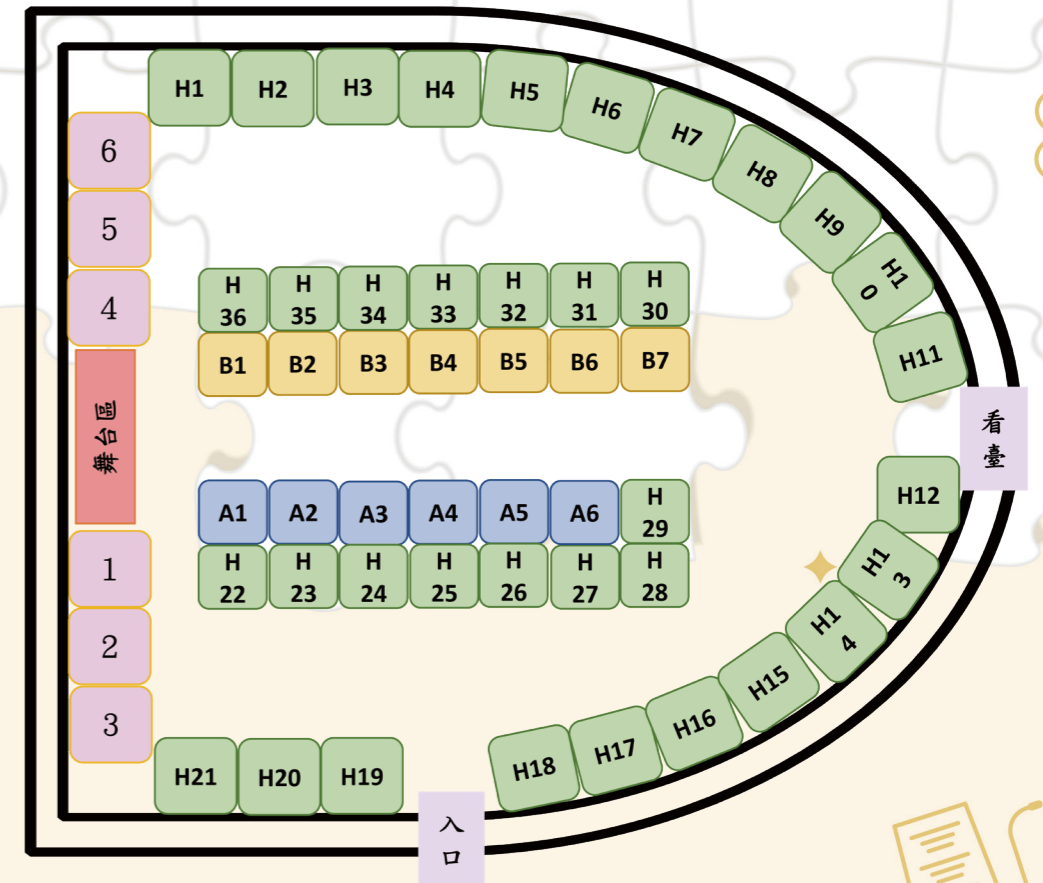 H1
H2
H3
H4
H5
H6
H7
H8
H9
H1
0
H11
6
5
4
舞台區
1
2
3
H
36
H
35
H
34
H
33
H
32
H
31
H
30
B1
B2
B3
B4
B5
B6
B7
A1
A2
A3
A4
A5
A6
H
29
H
22
H
23
H
24
H
25
H
26
H
27
H
28
看
臺
H12
H1
3
H1
4
H15
H16
H17
H18
H19
H20
H21
入
口